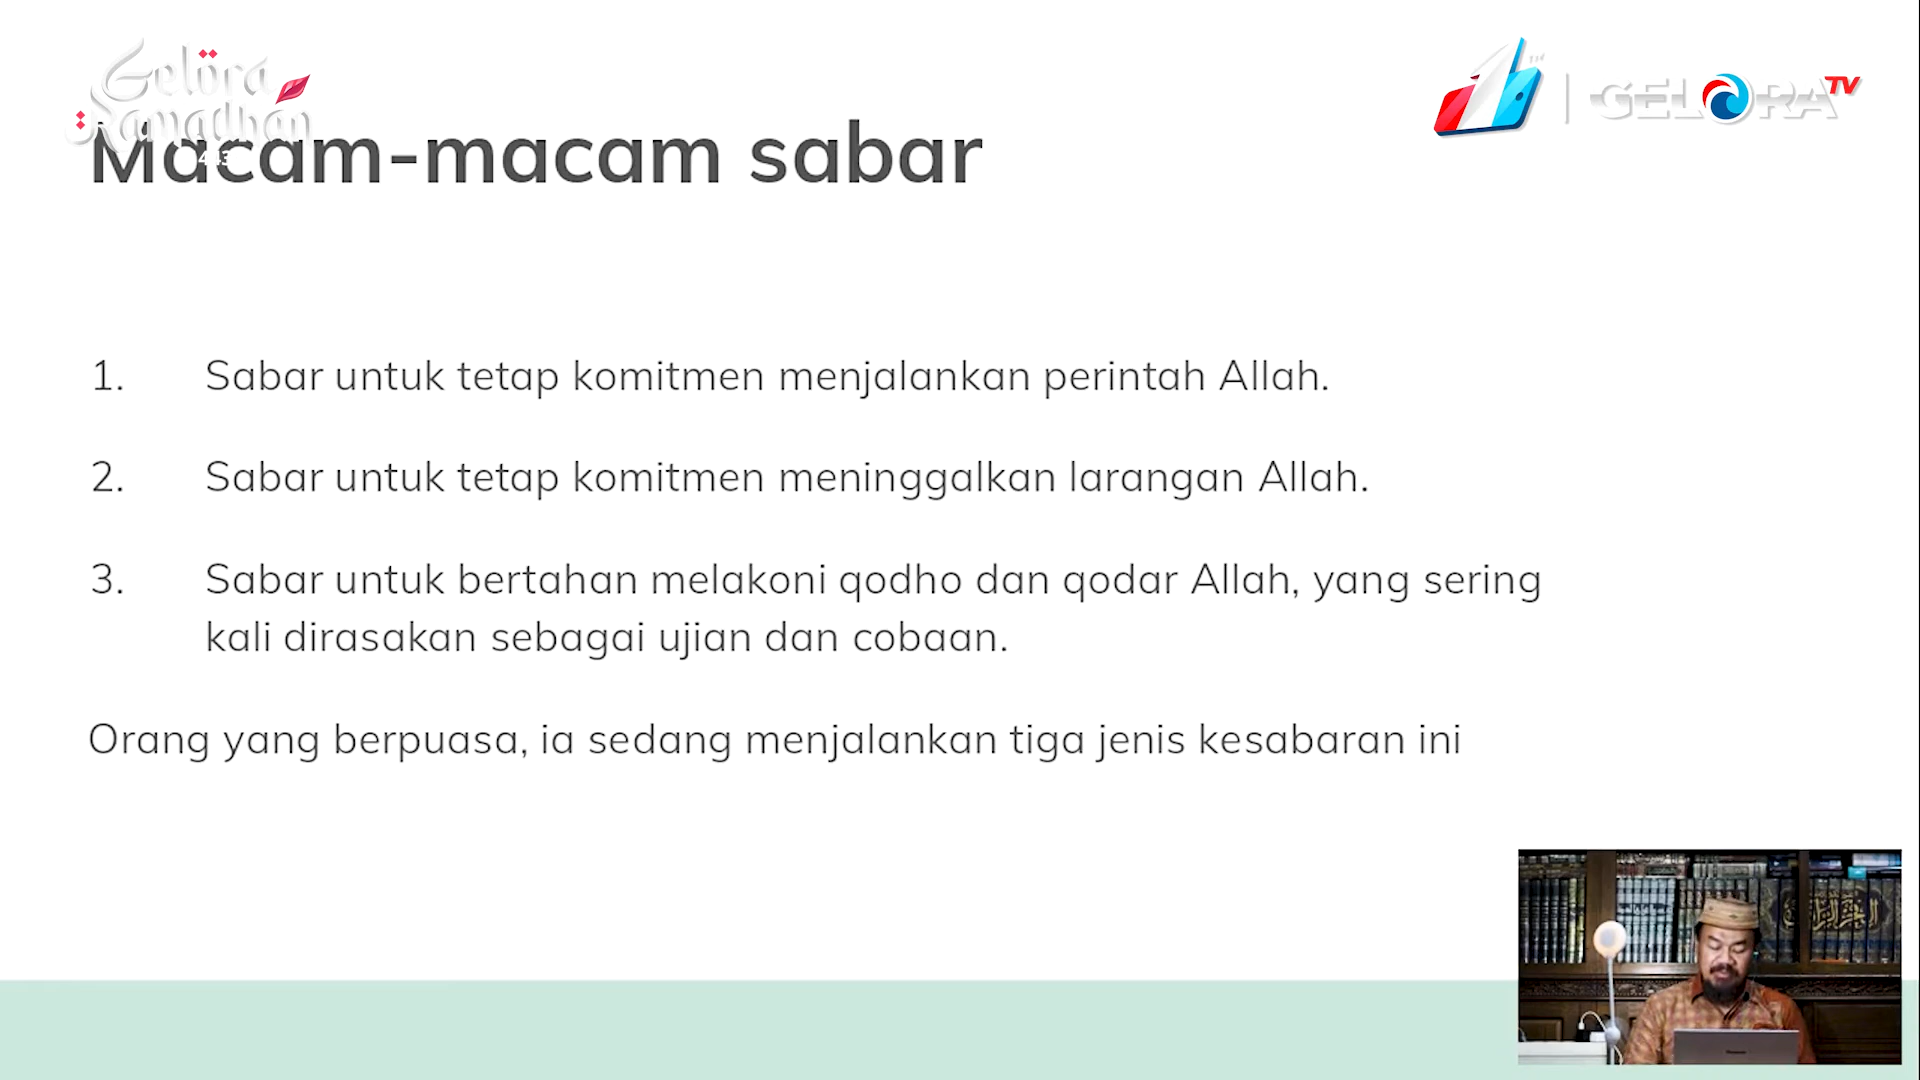 Gelora
Ramadhan
GELORA TV
Macam-macam sabar
1. Sabar untuk tetap komitmen menjalankan perintah Allah.
2. Sabar untuk tetap komitmen meninggalkan larangan Allah.
3. Sabar untuk bertahan melakoni qodho dan qodar Allah, yang sering
kali dirasakan sebagai ujian dan cobaan.
Orang yang berpuasa, ia sedang menjalankan tiga jenis kesabaran ini